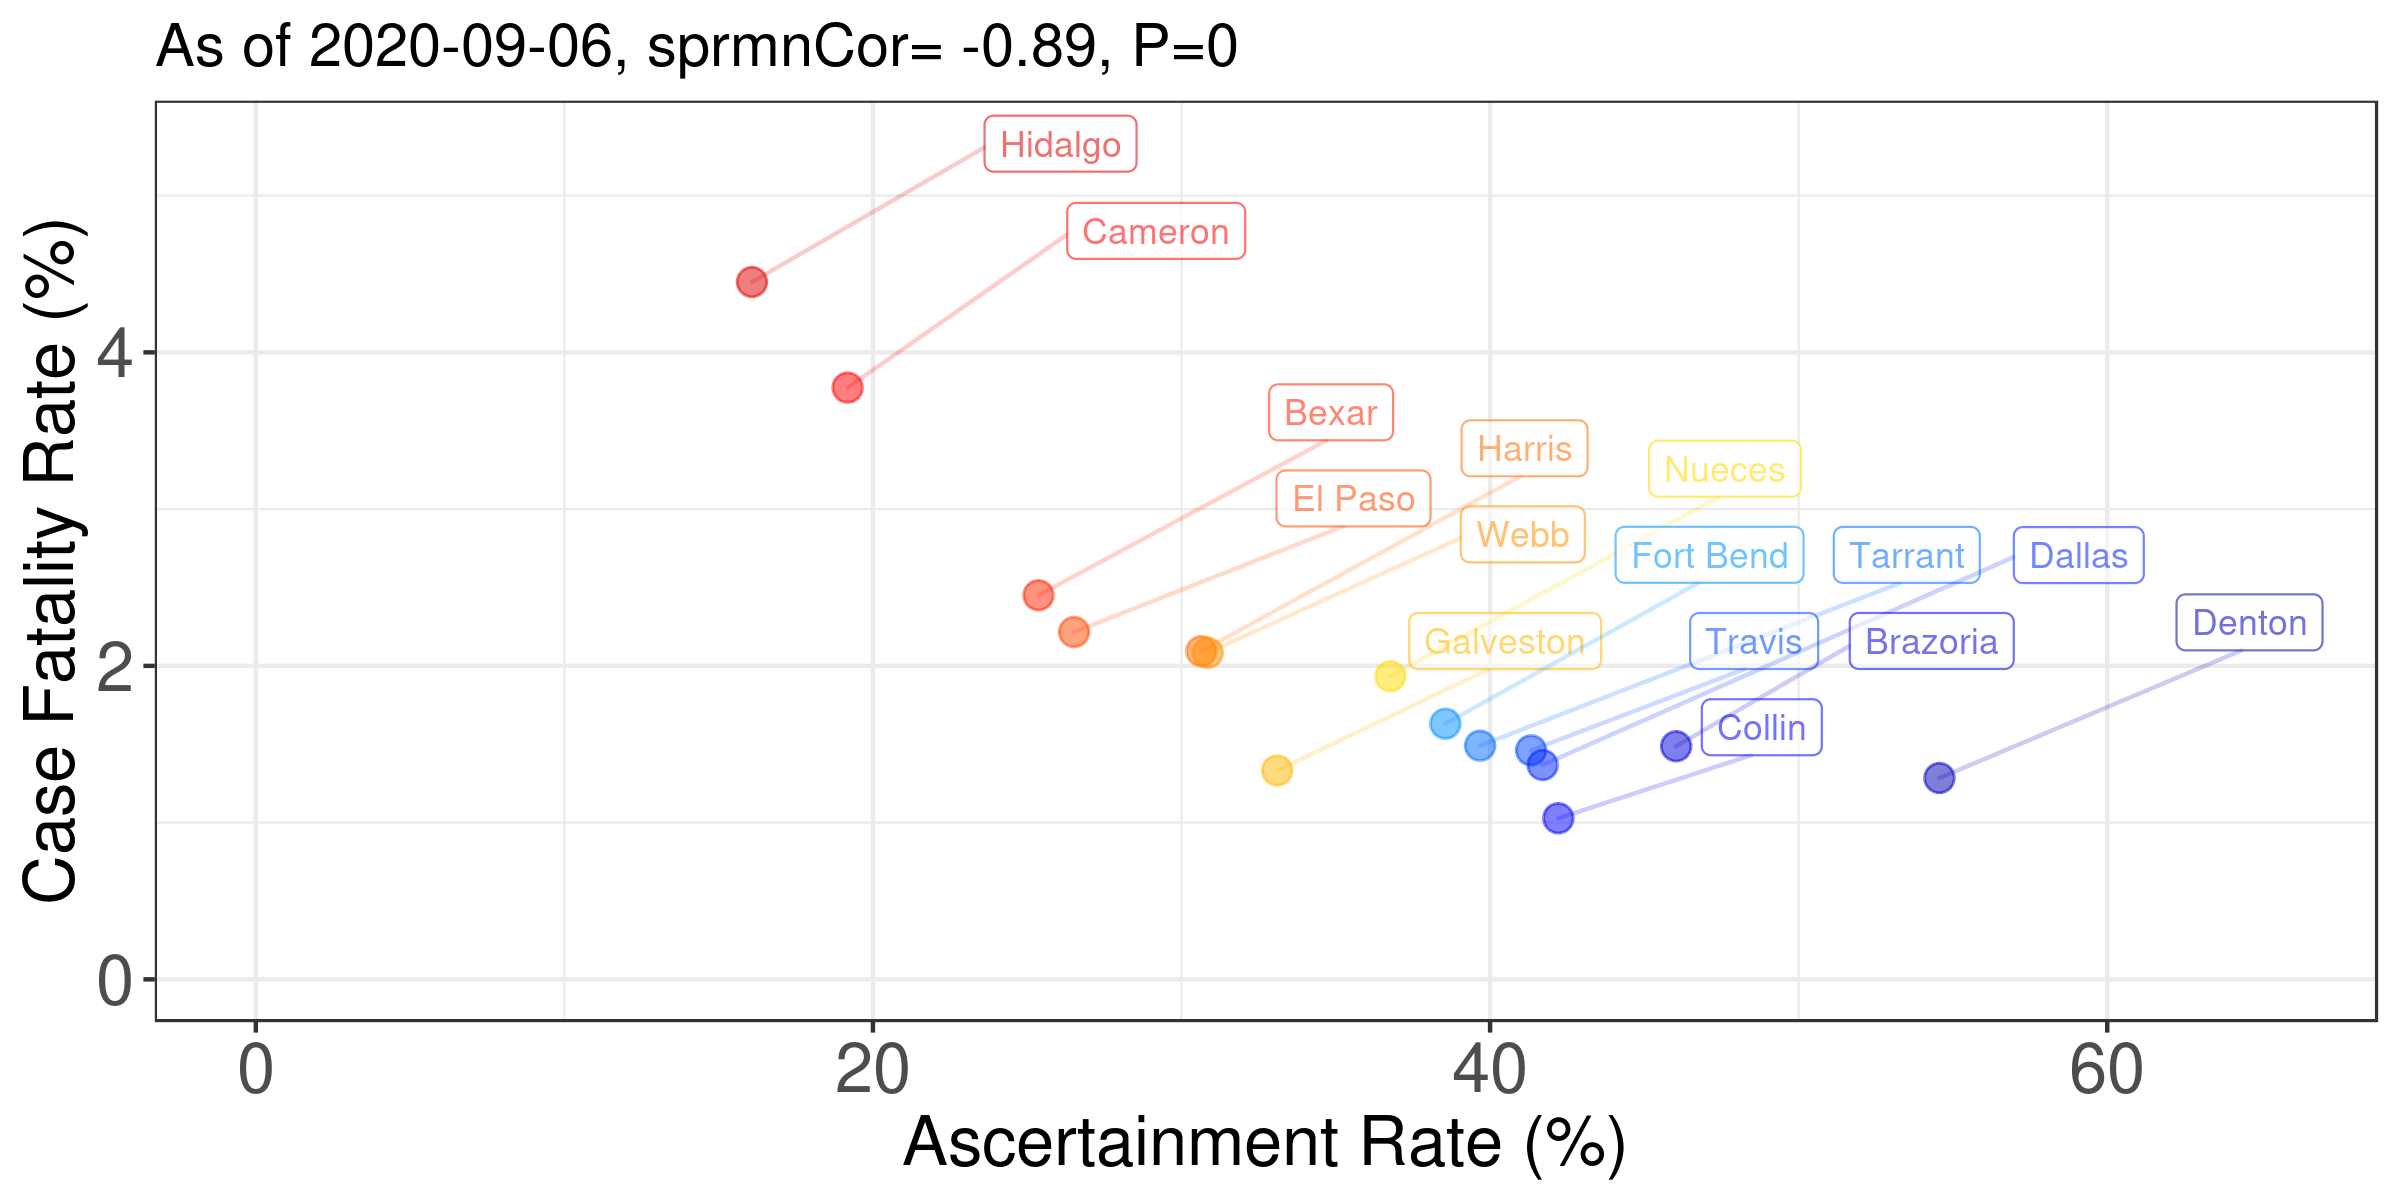 As of 2020-09-06, sprmnCor= -0.89, P=0
Hidalgo
Cameron
Bexar
Harris
Nueces
El Paso
Webb
Fort Bend
Tarrant
Dallas
Denton
Galveston
Travis
Brazoria
Collin
Case Fatality Rate (%)
4
2
0
0
20
40
60
Ascertainment Rate (%)